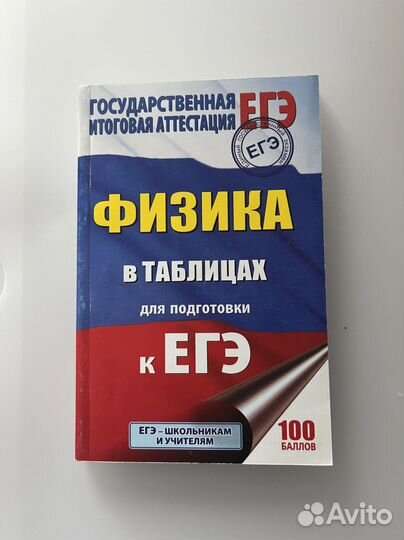 ГОСУДАРСТВЕННАЯ
ИТОГОВАЯ АТТЕСТАЦИЯ
ЕГЭ
ЕГЭ
ФИЗИКА
В ТАБЛИЦАХ
ДЛЯ ПОДГОТОВКИ
К ЕГЭ
ЕГЭ – ШКОЛЬНИКАМ
И УЧИТЕЛЯМ
100
БАЛЛОВ
Avito